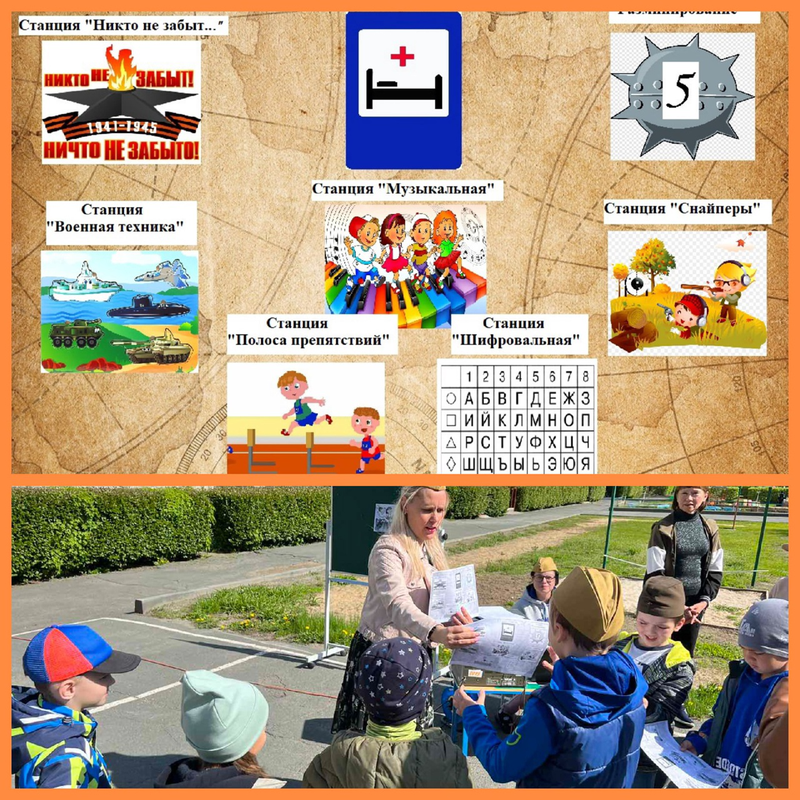 Станция "Никто не забыт..."
НИКТО НЕ ЗАБЫТ!
1941-1945
НИЧТО НЕ ЗАБЫТО!
Разминирование
5
Станция "Музыкальная"
Станция
"Военная техника"
Станция "Снайперы"
Станция
"Полоса препятствий"
Станция
"Шифровальная"
1 2 3 4 5 6 7 8
А Б В Г Д Е Ж З
И Й К Л М Н О П
Р С Т У Ф Х Ц Ч
Ш Щ Ъ Ы Ь Э Ю Я